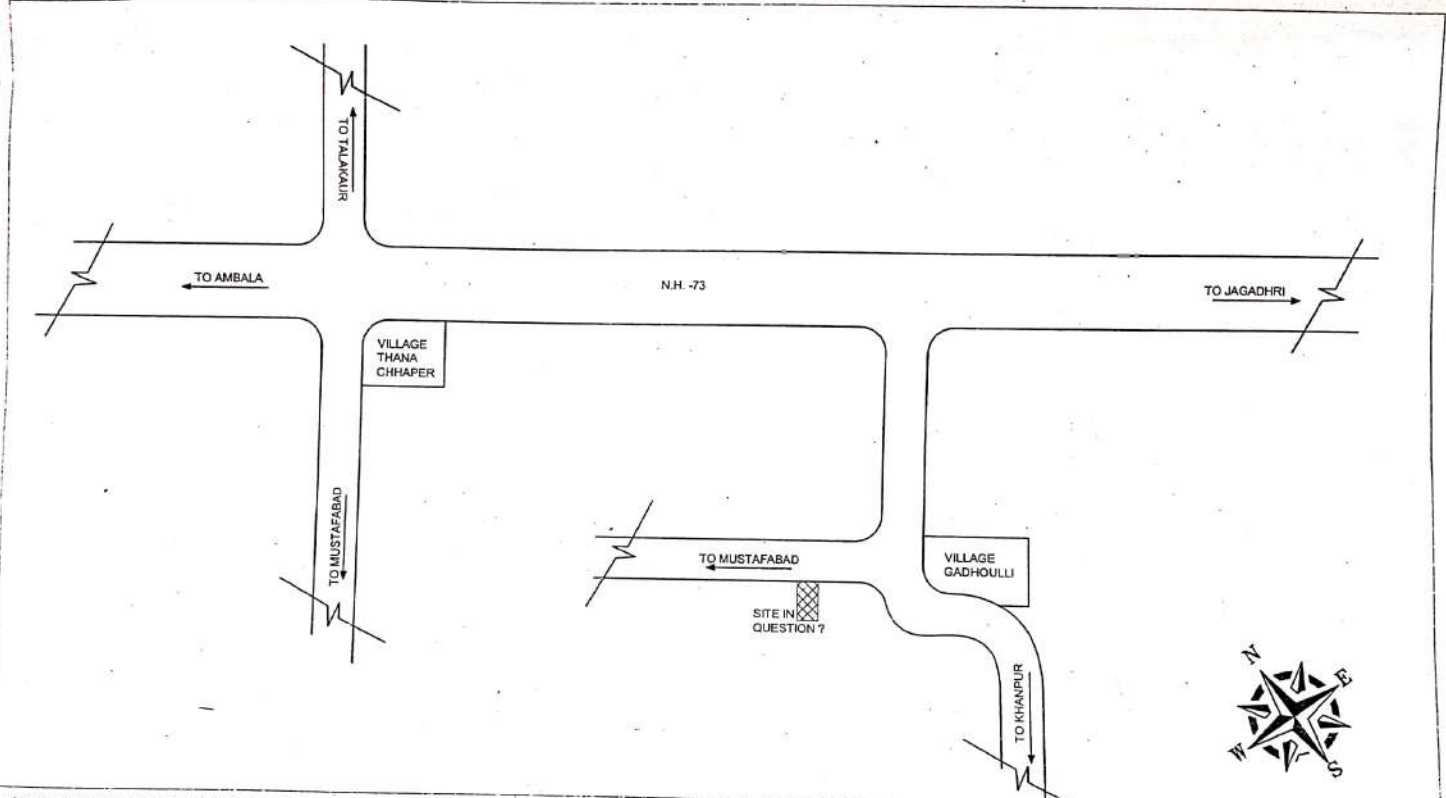 TO TALAKAUR
TO AMBALA
N.H. -73
TO JAGADHRI
VILLAGE
THANA
CHHAPER
TO MUSTAFABAD
TO MUSTAFABAD
VILLAGE
GADHOULLI
SITE IN
QUESTION ?
TO KHANPUR
N
E
W
S